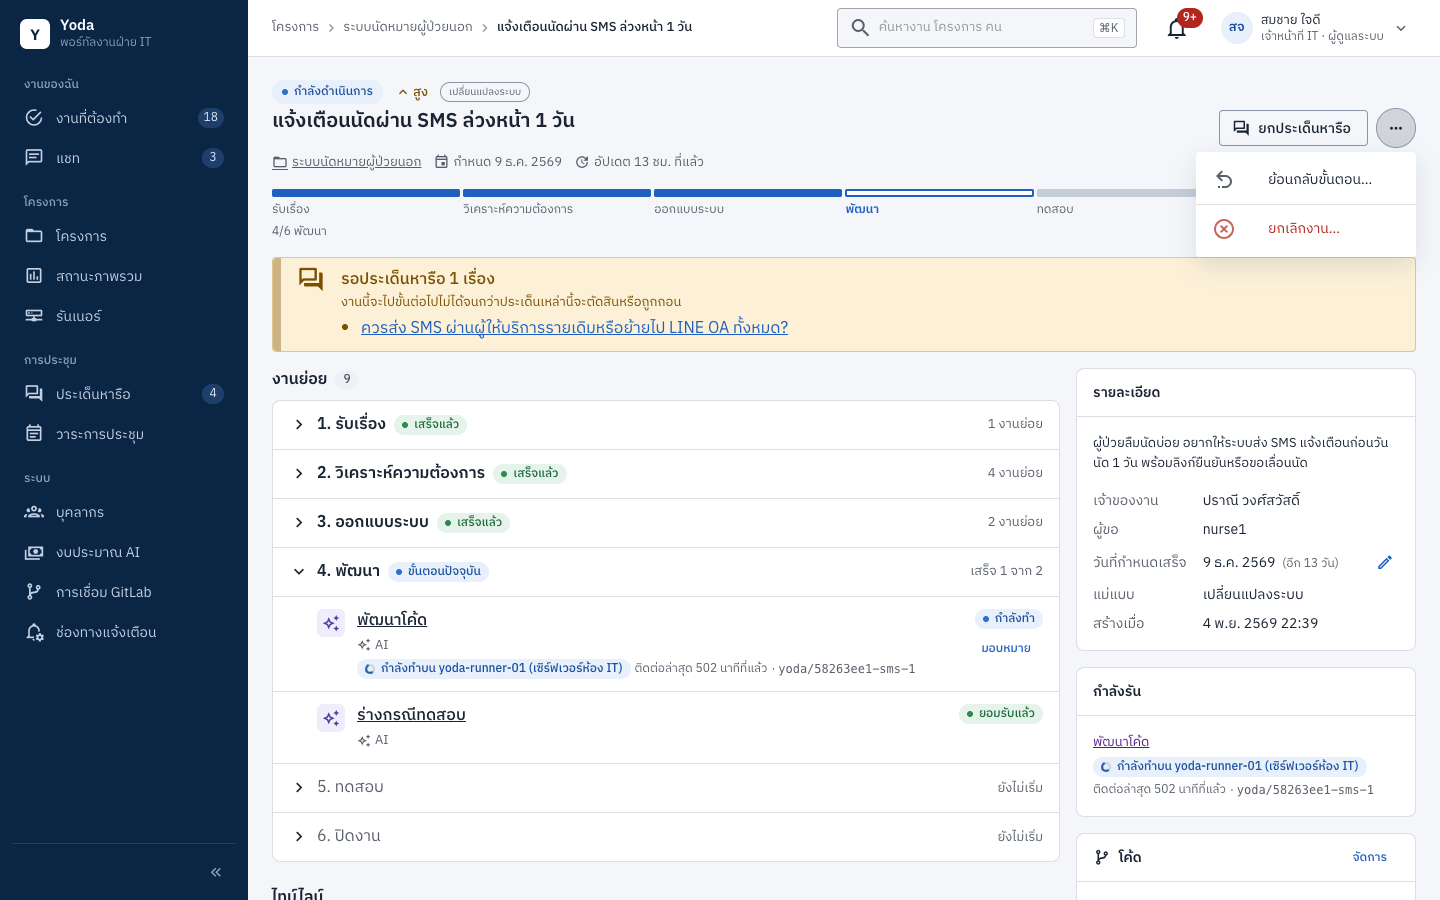 Y
Yoda
พอร์ทัลงานฝ่าย IT
งานของฉัน
งานที่ต้องทำ 18
แชท 3
โครงการ
โครงการ
สถานะภาพรวม
รันเนอร์
การประชุม
ประเด็นหารือ 4
วาระการประชุม
ระบบ
บุคลากร
งบประมาณ AI
การเชื่อม GitLab
ช่องทางแจ้งเตือน
โครงการ ระบบนัดหมายผู้ป่วยนอก แจ้งเตือนนัดผ่าน SMS ล่วงหน้า 1 วัน
ค้นหางาน โครงการ คน ⌘K
9+
สจ
สมชาย ใจดี
เจ้าหน้าที่ IT · ผู้ดูแลระบบ
กำลังดำเนินการ สูง เปลี่ยนแปลงระบบ
แจ้งเตือนนัดผ่าน SMS ล่วงหน้า 1 วัน
ยกประเด็นหารือ
ระบบนัดหมายผู้ป่วยนอก กำหนด 9 ธ.ค. 2569 อัปเดต 13 ชม. ที่แล้ว
ย้อนกลับขั้นตอน...
ยกเลิกงาน...
รับเรื่อง วิเคราะห์ความต้องการ ออกแบบระบบ พัฒนา ทดสอบ
4/6 พัฒนา
รอประเด็นหารือ 1 เรื่อง
งานนี้จะไปขั้นต่อไปไม่ได้จนกว่าประเด็นเหล่านี้จะตัดสินหรือถูกถอน
• ควรส่ง SMS ผ่านผู้ให้บริการรายเดิมหรือย้ายไป LINE OA ทั้งหมด?
งานย่อย 9
1. รับเรื่อง เสร็จแล้ว 1 งานย่อย
2. วิเคราะห์ความต้องการ เสร็จแล้ว 4 งานย่อย
3. ออกแบบระบบ เสร็จแล้ว 2 งานย่อย
4. พัฒนา ขั้นตอนปัจจุบัน เสร็จ 1 จาก 2
พัฒนาโค้ด กำลังทำ
AI มอบหมาย
กำลังทำบน yoda-runner-01 (เซิร์ฟเวอร์ห้อง IT) ติดต่อล่าสุด 502 นาทีที่แล้ว · yoda/58263ee1-sms-1
ร่างกรณีทดสอบ ยอมรับแล้ว
AI
5. ทดสอบ ยังไม่เริ่ม
6. ปิดงาน ยังไม่เริ่ม
ไทม์ไลน์
รายละเอียด
ผู้ป่วยลืมนัดบ่อย อยากให้ระบบส่ง SMS แจ้งเตือนก่อนวัน
นัด 1 วัน พร้อมลิงก์ยืนยันหรือขอเลื่อนนัด
เจ้าของงาน ปราณี วงศ์สวัสดิ์
ผู้ขอ nurse1
วันที่กำหนดเสร็จ 9 ธ.ค. 2569 (อีก 13 วัน)
แม่แบบ เปลี่ยนแปลงระบบ
สร้างเมื่อ 4 พ.ย. 2569 22:39
กำลังรัน
พัฒนาโค้ด
กำลังทำบน yoda-runner-01 (เซิร์ฟเวอร์ห้อง IT)
ติดต่อล่าสุด 502 นาทีที่แล้ว · yoda/58263ee1-sms-1
โค้ด จัดการ